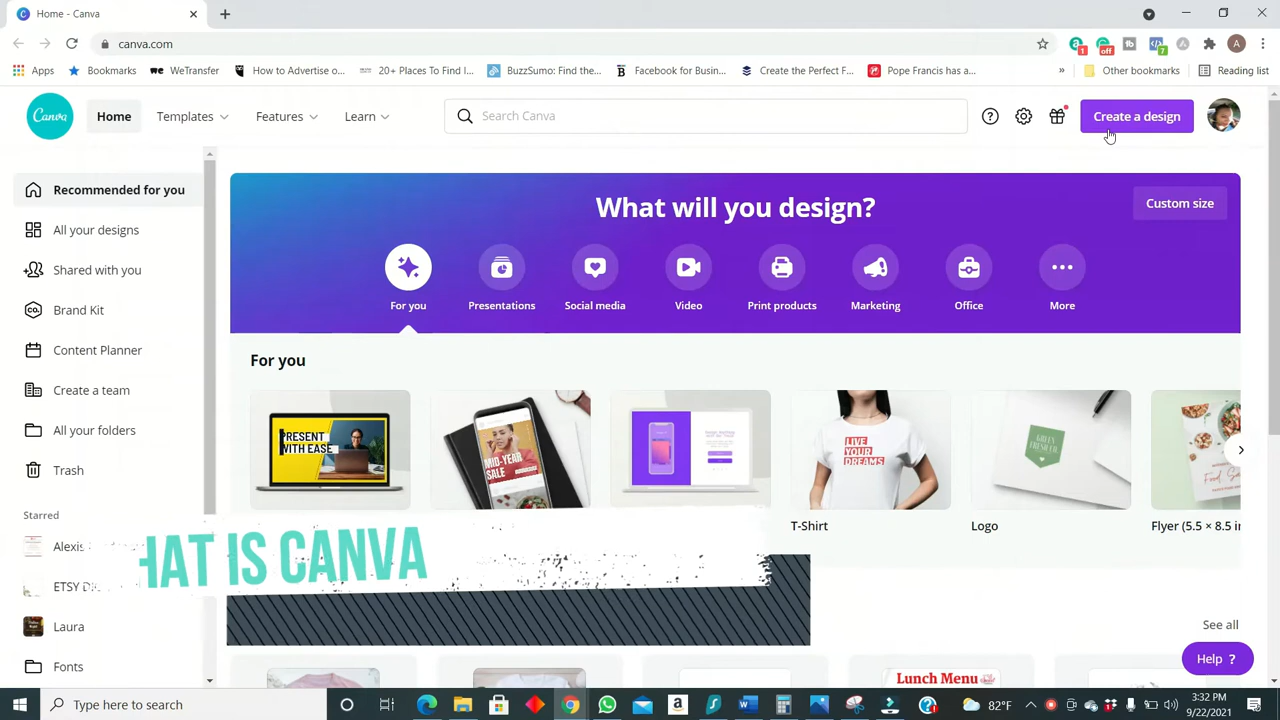 Home - Canva
canva.com
Apps
Bookmarks
WeTransfer
How to Advertise o...
20+ Places To Find I...
BuzzSumo: Find the...
Facebook for Busin...
Create the Perfect F...
Pope Francis has a...
Other bookmarks
Reading list
Canva
Home
Templates
Features
Learn
Search Canva
Create a design
Recommended for you
All your designs
Shared with you
Brand Kit
Content Planner
Create a team
All your folders
Trash
Starred
Alexis
ETSY
Laura
Fonts
What will you design?
Custom size
For you
Presentations
Social media
Video
Print products
Marketing
Office
More
For you
PRESENT
WITH EASE
MID-YEAR
SALE
LIVE
YOUR
DREAMS
GREEN
T-Shirt
Logo
Flyer (5.5 × 8.5 in
HAT IS CANVA
See all
Lunch Menu
Help ?
Type here to search
82°F
3:32 PM
9/22/2021